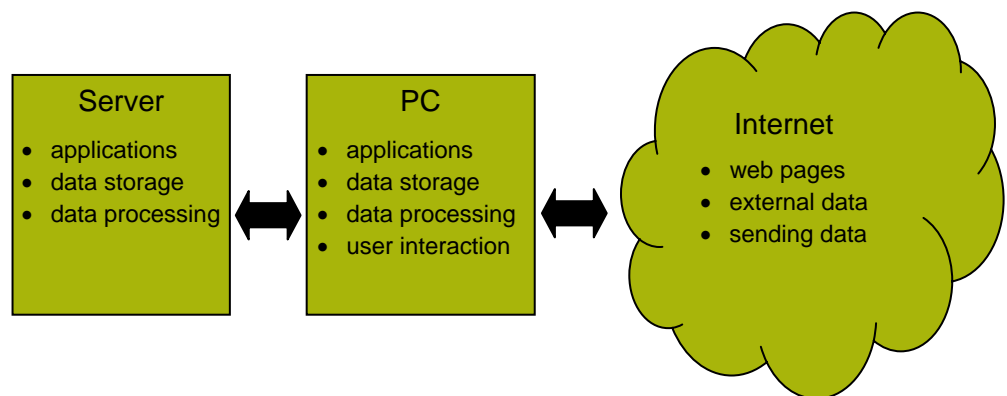 Server
• applications
• data storage
• data processing
PC
• applications
• data storage
• data processing
• user interaction
Internet
• web pages
• external data
• sending data